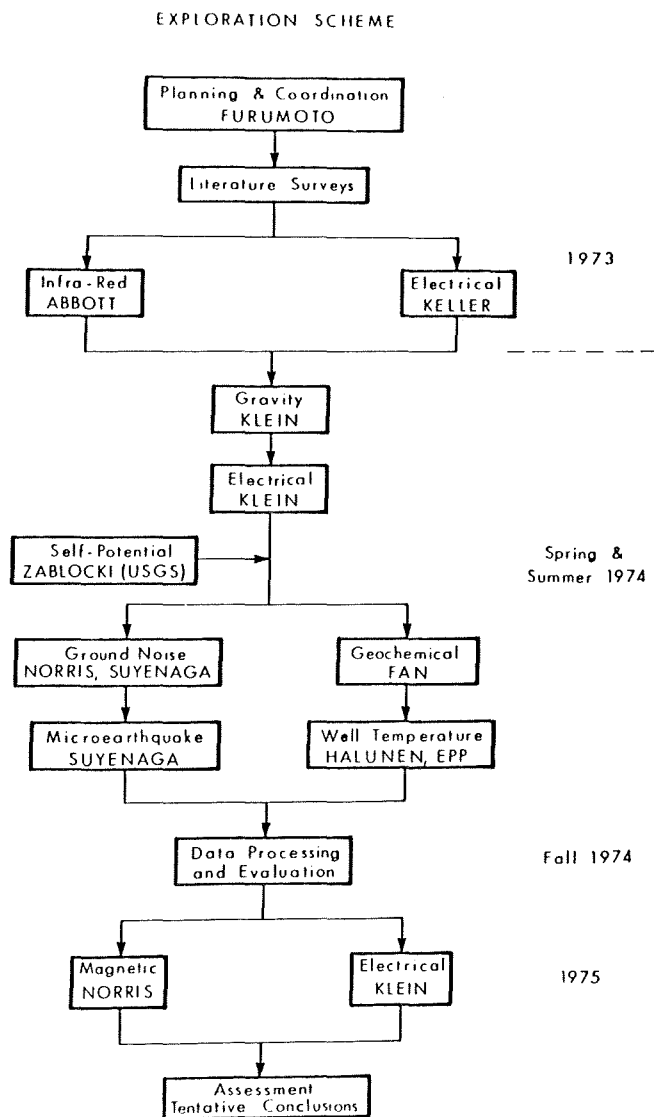 EXPLORATION SCHEME
Planning & Coordination
FURUMOTO
Literature Surveys
1973
Infra-Red
ABBOTT
Electrical
KELLER
Gravity
KLEIN
Electrical
KLEIN
Self-Potential
ZABLOCKI (USGS)
Spring &
Summer 1974
Ground Noise
NORRIS, SUYENAGA
Geochemical
FAN
Microearthquake
SUYENAGA
Well Temperature
HALUNEN, EPP
Data Processing
and Evaluation
Fall 1974
Magnetic
NORRIS
Electrical
KLEIN
1975
Assessment
Tentative Conclusions